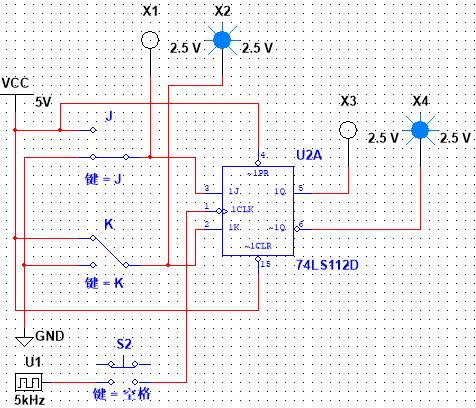 X1
X2
2.5 V
2.5 V
VCC
5V
J
X3
X4
2.5 V
2.5 V
U2A
4
~1PR
键 = J
3
1J
1Q
5
1
1CLK
K
2
1K
~1Q
6
~1CLR
15
74LS112D
键 = K
GND
U1
S2
键 = 空格
5kHz